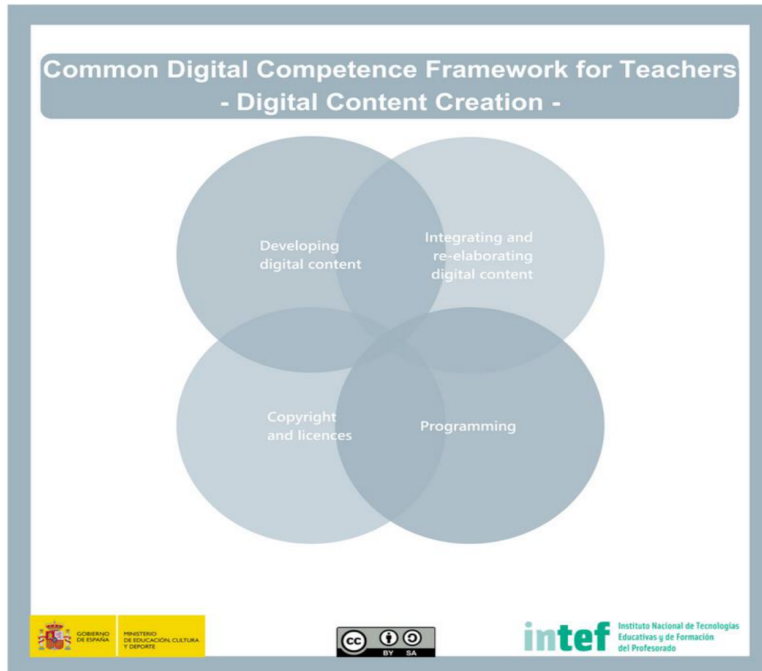 Common Digital Competence Framework for Teachers
- Digital Content Creation -
Developing
digital content
Integrating and
re-elaborating
digital content
Copyright
and licences
Programming
GOBIERNO
DE ESPAÑA
MINISTERIO
DE EDUCACIÓN, CULTURA
Y DEPORTE
cc
BY SA
intef
Instituto Nacional de Tecnologías
Educativas y de Formación
del Profesorado